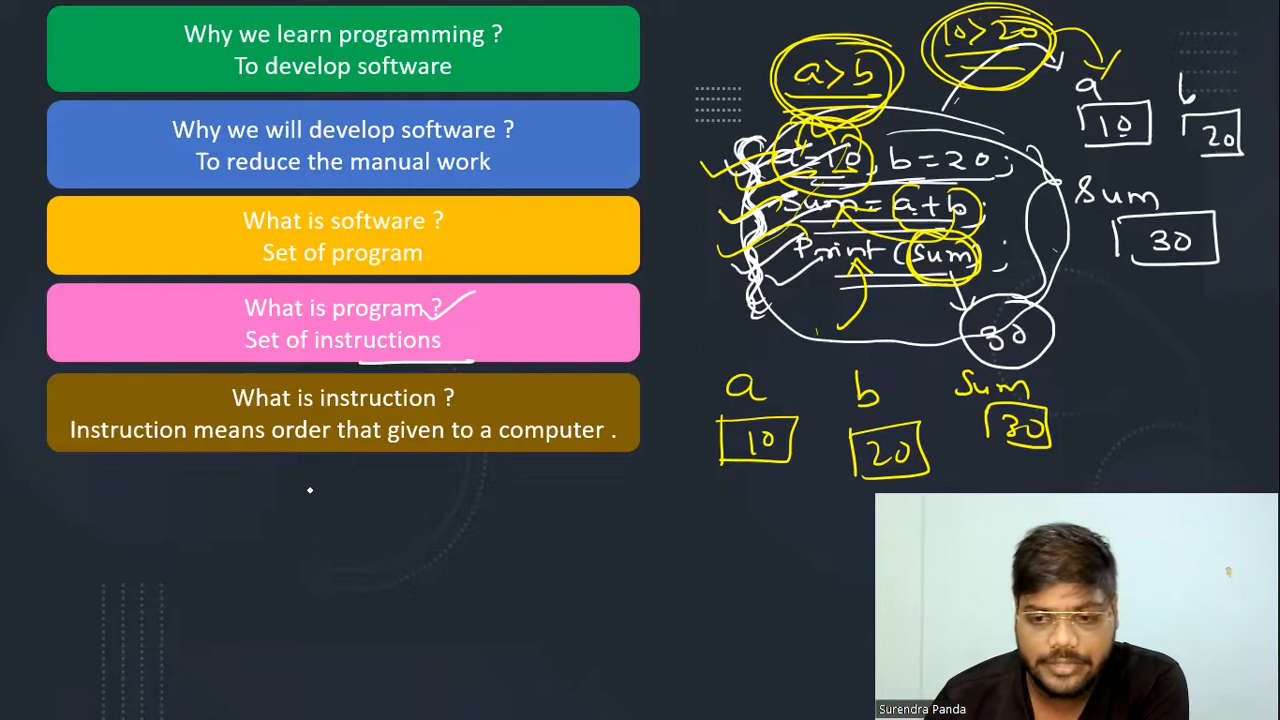 Why we learn programming ?
To develop software
Why we will develop software ?
To reduce the manual work
What is software ?
Set of program
What is program ?
Set of instructions
What is instruction ?
Instruction means order that given to a computer .
a > b
10 > 20
a
b
10
20
a = 10, b = 20;
Sum = a + b;
Print (Sum);
30
Sum
30
a
b
Sum
10
20
30
Surendra Panda